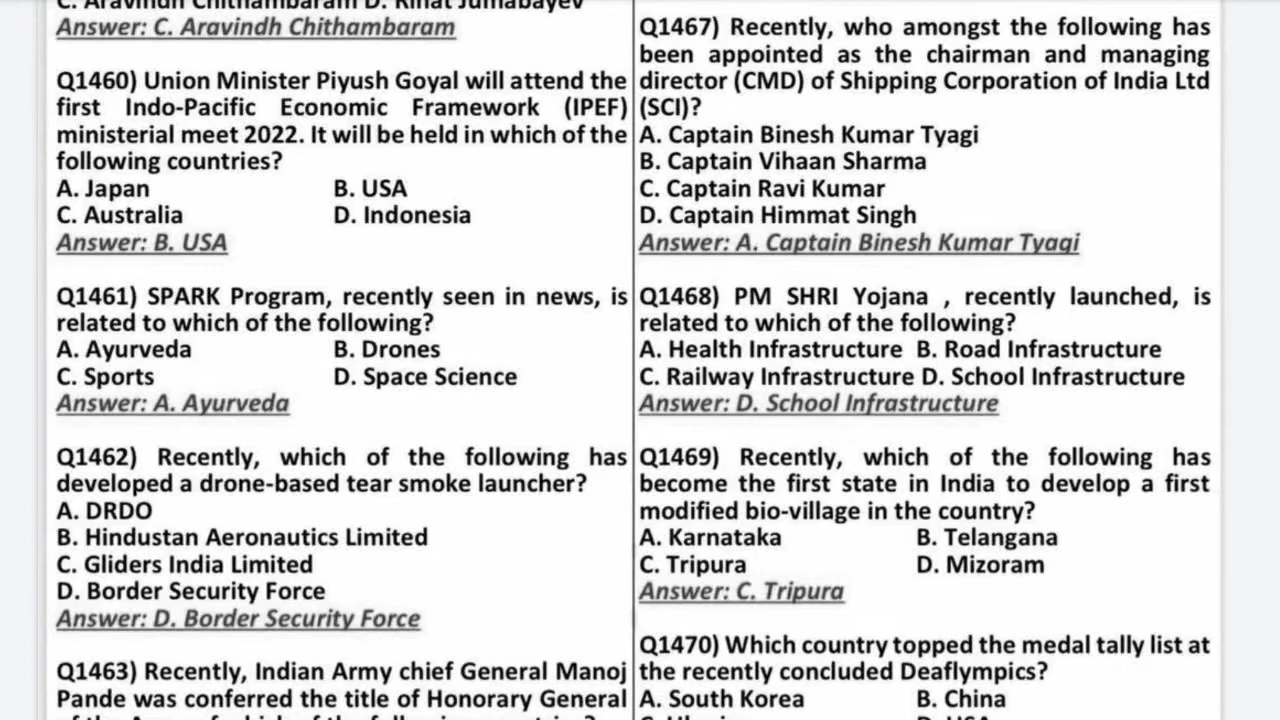 C. Aravindh Chithambaram D. Rinat Jumabayev
Answer: C. Aravindh Chithambaram
Q1460) Union Minister Piyush Goyal will attend the
first Indo-Pacific Economic Framework (IPEF)
ministerial meet 2022. It will be held in which of the
following countries?
A. Japan B. USA
C. Australia D. Indonesia
Answer: B. USA
Q1461) SPARK Program, recently seen in news, is
related to which of the following?
A. Ayurveda B. Drones
C. Sports D. Space Science
Answer: A. Ayurveda
Q1462) Recently, which of the following has
developed a drone-based tear smoke launcher?
A. DRDO
B. Hindustan Aeronautics Limited
C. Gliders India Limited
D. Border Security Force
Answer: D. Border Security Force
Q1463) Recently, Indian Army chief General Manoj
Pande was conferred the title of Honorary General
Q1467) Recently, who amongst the following has
been appointed as the chairman and managing
director (CMD) of Shipping Corporation of India Ltd
(SCI)?
A. Captain Binesh Kumar Tyagi
B. Captain Vihaan Sharma
C. Captain Ravi Kumar
D. Captain Himmat Singh
Answer: A. Captain Binesh Kumar Tyagi
Q1468) PM SHRI Yojana , recently launched, is
related to which of the following?
A. Health Infrastructure B. Road Infrastructure
C. Railway Infrastructure D. School Infrastructure
Answer: D. School Infrastructure
Q1469) Recently, which of the following has
become the first state in India to develop a first
modified bio-village in the country?
A. Karnataka B. Telangana
C. Tripura D. Mizoram
Answer: C. Tripura
Q1470) Which country topped the medal tally list at
the recently concluded Deaflympics?
A. South Korea B. China